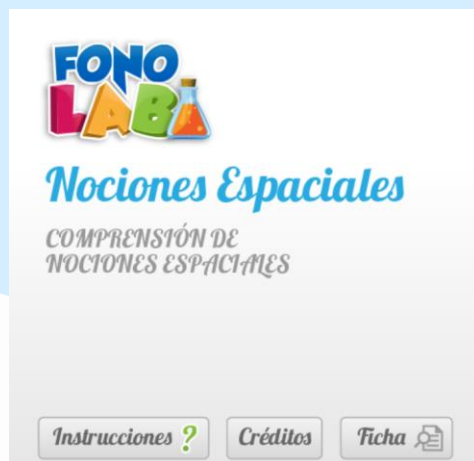 FONO
LAB
Nociones Espaciales
COMPRENSIÓN DE
NOCIONES ESPACIALES
Instrucciones ? Créditos Ficha